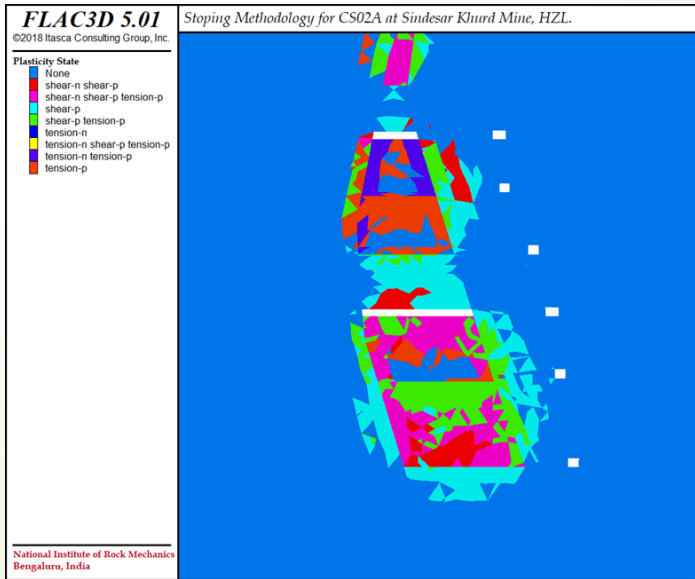 FLAC3D 5.01
©2018 Itasca Consulting Group, Inc.
Stoping Methodology for CS02A at Sindesar Khurd Mine, HZL.
Plasticity State
None
shear-n shear-p
shear-n shear-p tension-p
shear-p
shear-p tension-p
tension-n
tension-n shear-p tension-p
tension-n tension-p
tension-p
National Institute of Rock Mechanics
Bengaluru, India